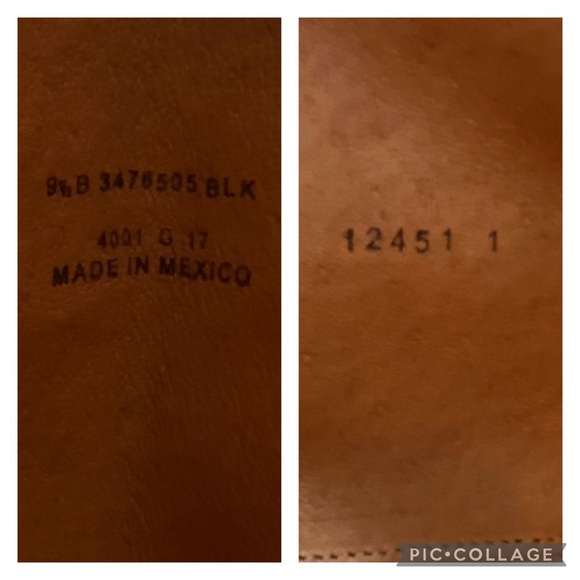 9½B 3476505 BLK
4001 G 17
MADE IN MEXICO
12451 1
PIC•COLLAGE